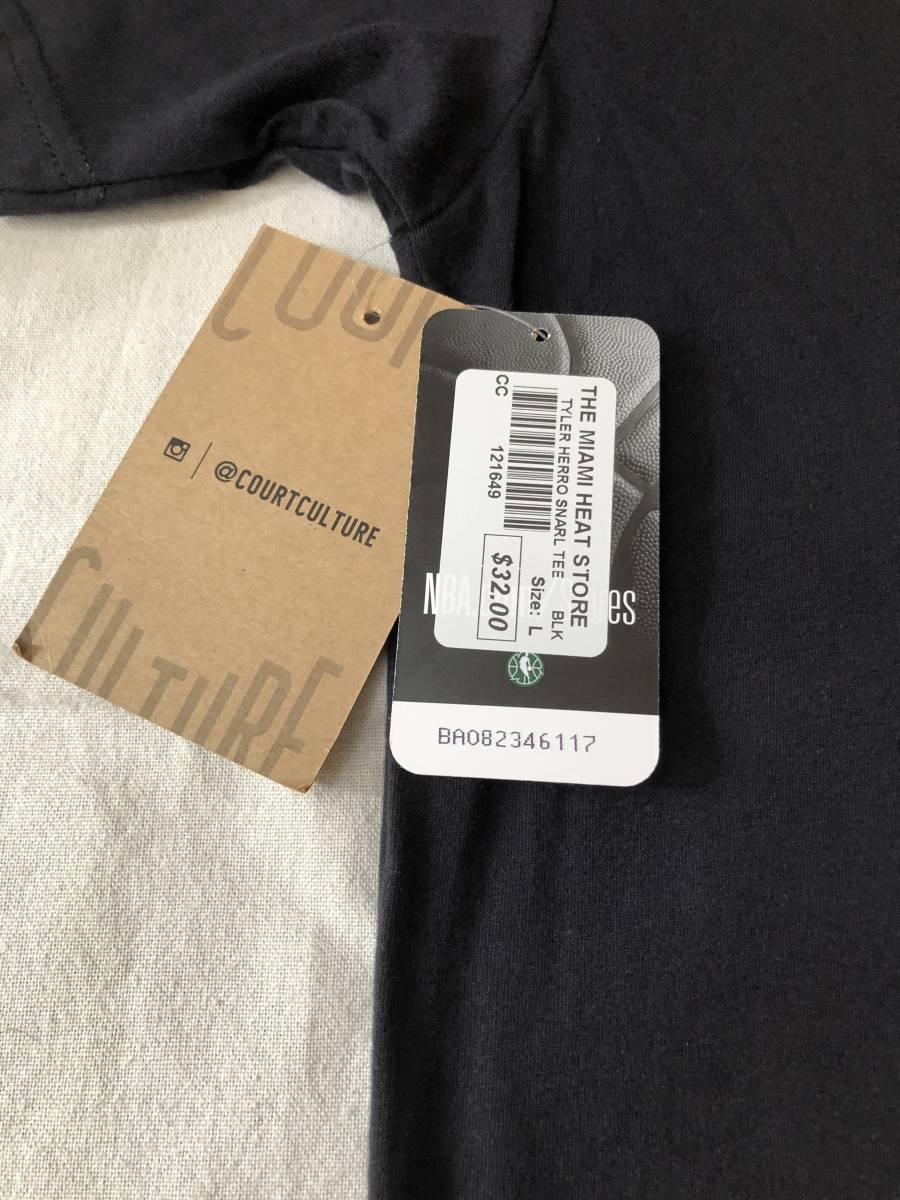 COURT
@COURTCULTURE
CULTURE
THE MIAMI HEAT STORE
TYLER HERRO SNARL TEE BLK
CC 121649
Size: L
$32.00
BA082346117